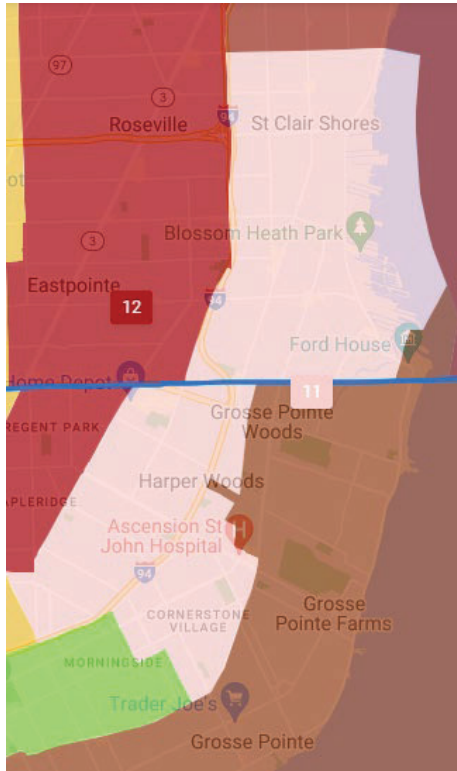 97
3
Roseville
94
St Clair Shores
ot
3
Blossom Heath Park
Eastpointe
12
94
Ford House
Home Depot
11
Grosse Pointe
Woods
REGENT PARK
Harper Woods
APLERIDGE
Ascension St
John Hospital
H
94
CORNERSTONE
VILLAGE
Grosse
Pointe Farms
MORNINGSIDE
Trader Joe's
Grosse Pointe